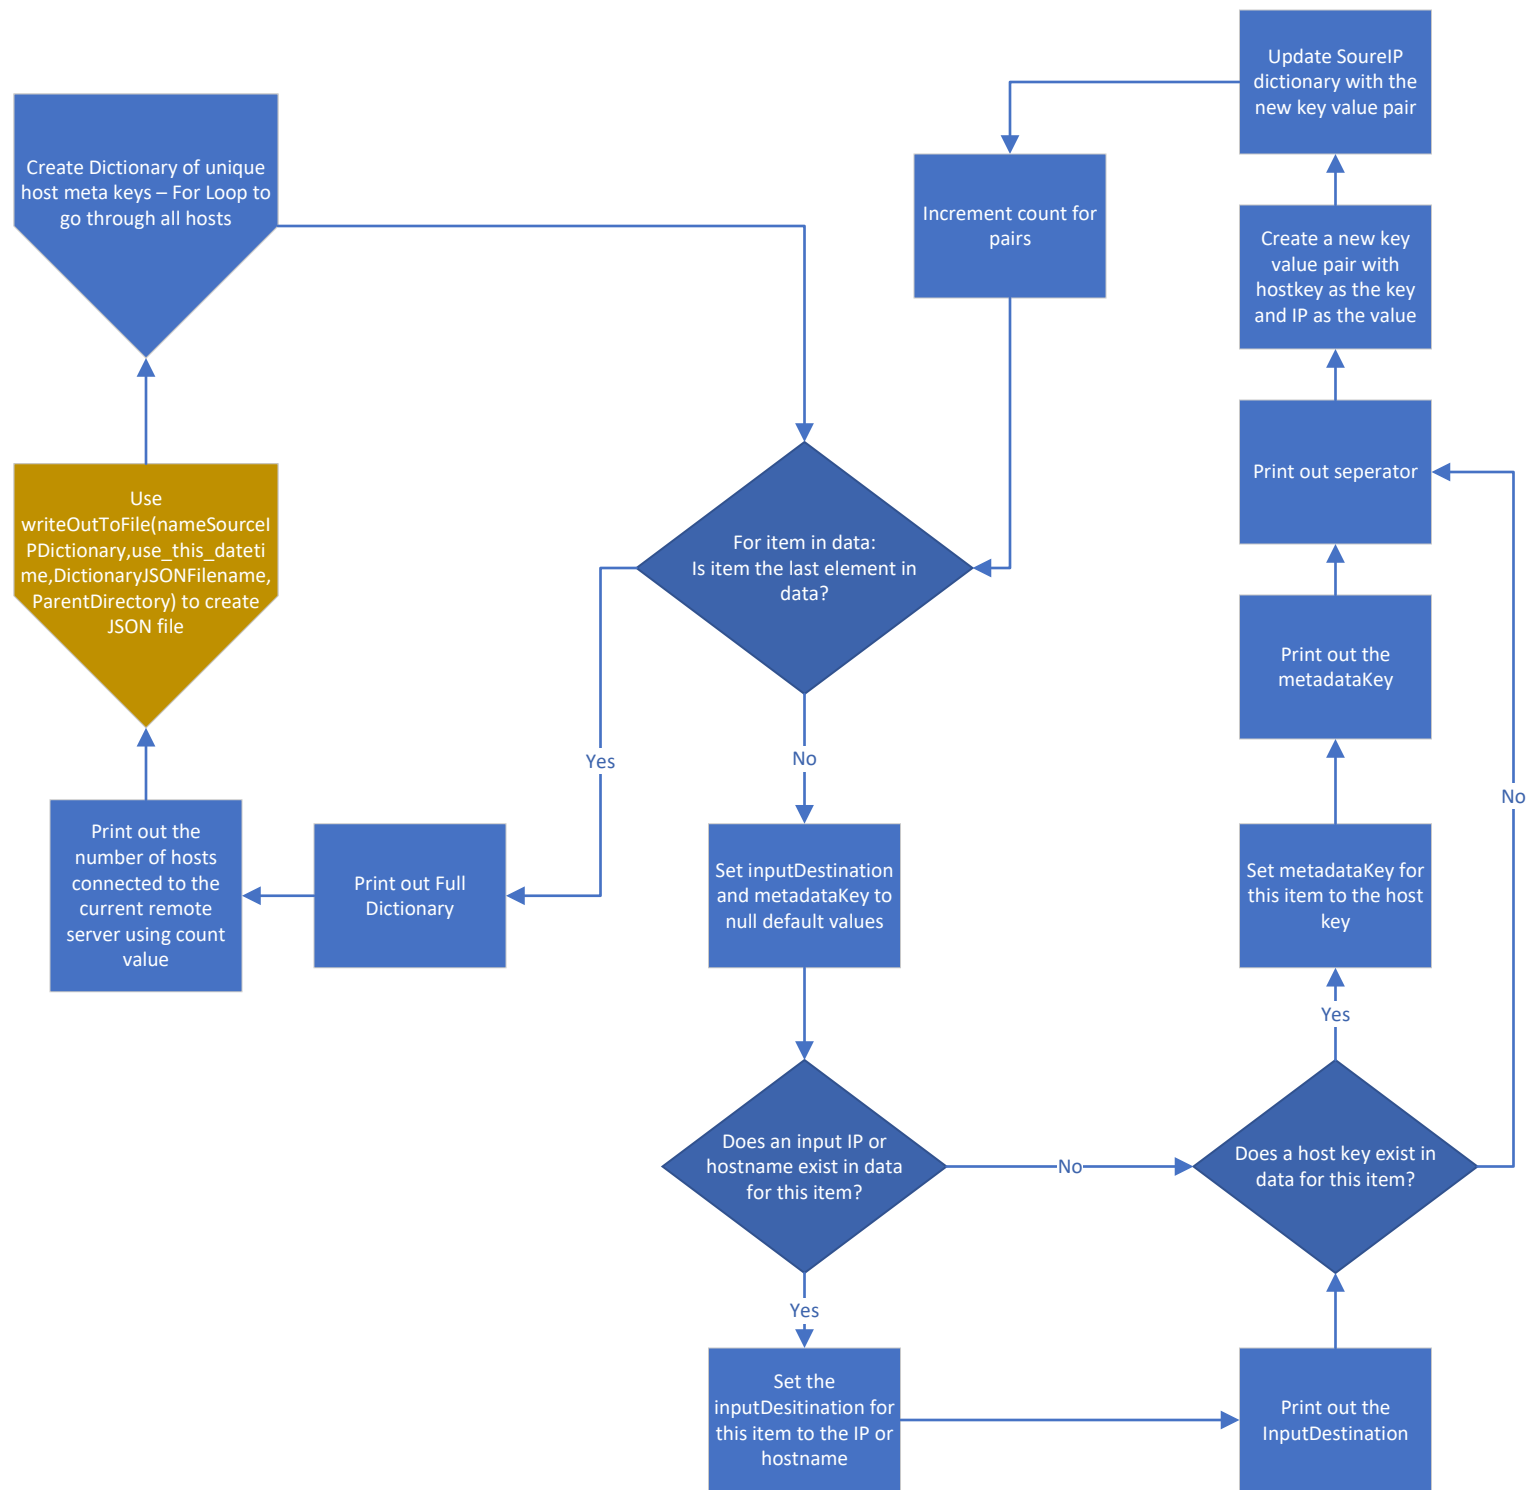 Update SoureIP
dictionary with the
new key value pair
Create Dictionary of unique
host meta keys – For Loop to
go through all hosts
Increment count for
pairs
Create a new key
value pair with
hostkey as the key
and IP as the value
Print out seperator
Use
writeOutToFile(nameSourceI
PDictionary,use_this_dateti
me,DictionaryJSONFilename,
ParentDirectory) to create
JSON file
For item in data:
Is item the last element in
data?
Print out the
metadataKey
Yes
No
No
Print out the
number of hosts
connected to the
current remote
server using count
value
Print out Full
Dictionary
Set inputDestination
and metadataKey to
null default values
Set metadataKey for
this item to the host
key
Yes
Does an input IP or
hostname exist in data
for this item?
No
Does a host key exist in
data for this item?
Yes
Set the
inputDesitination for
this item to the IP or
hostname
Print out the
InputDestination